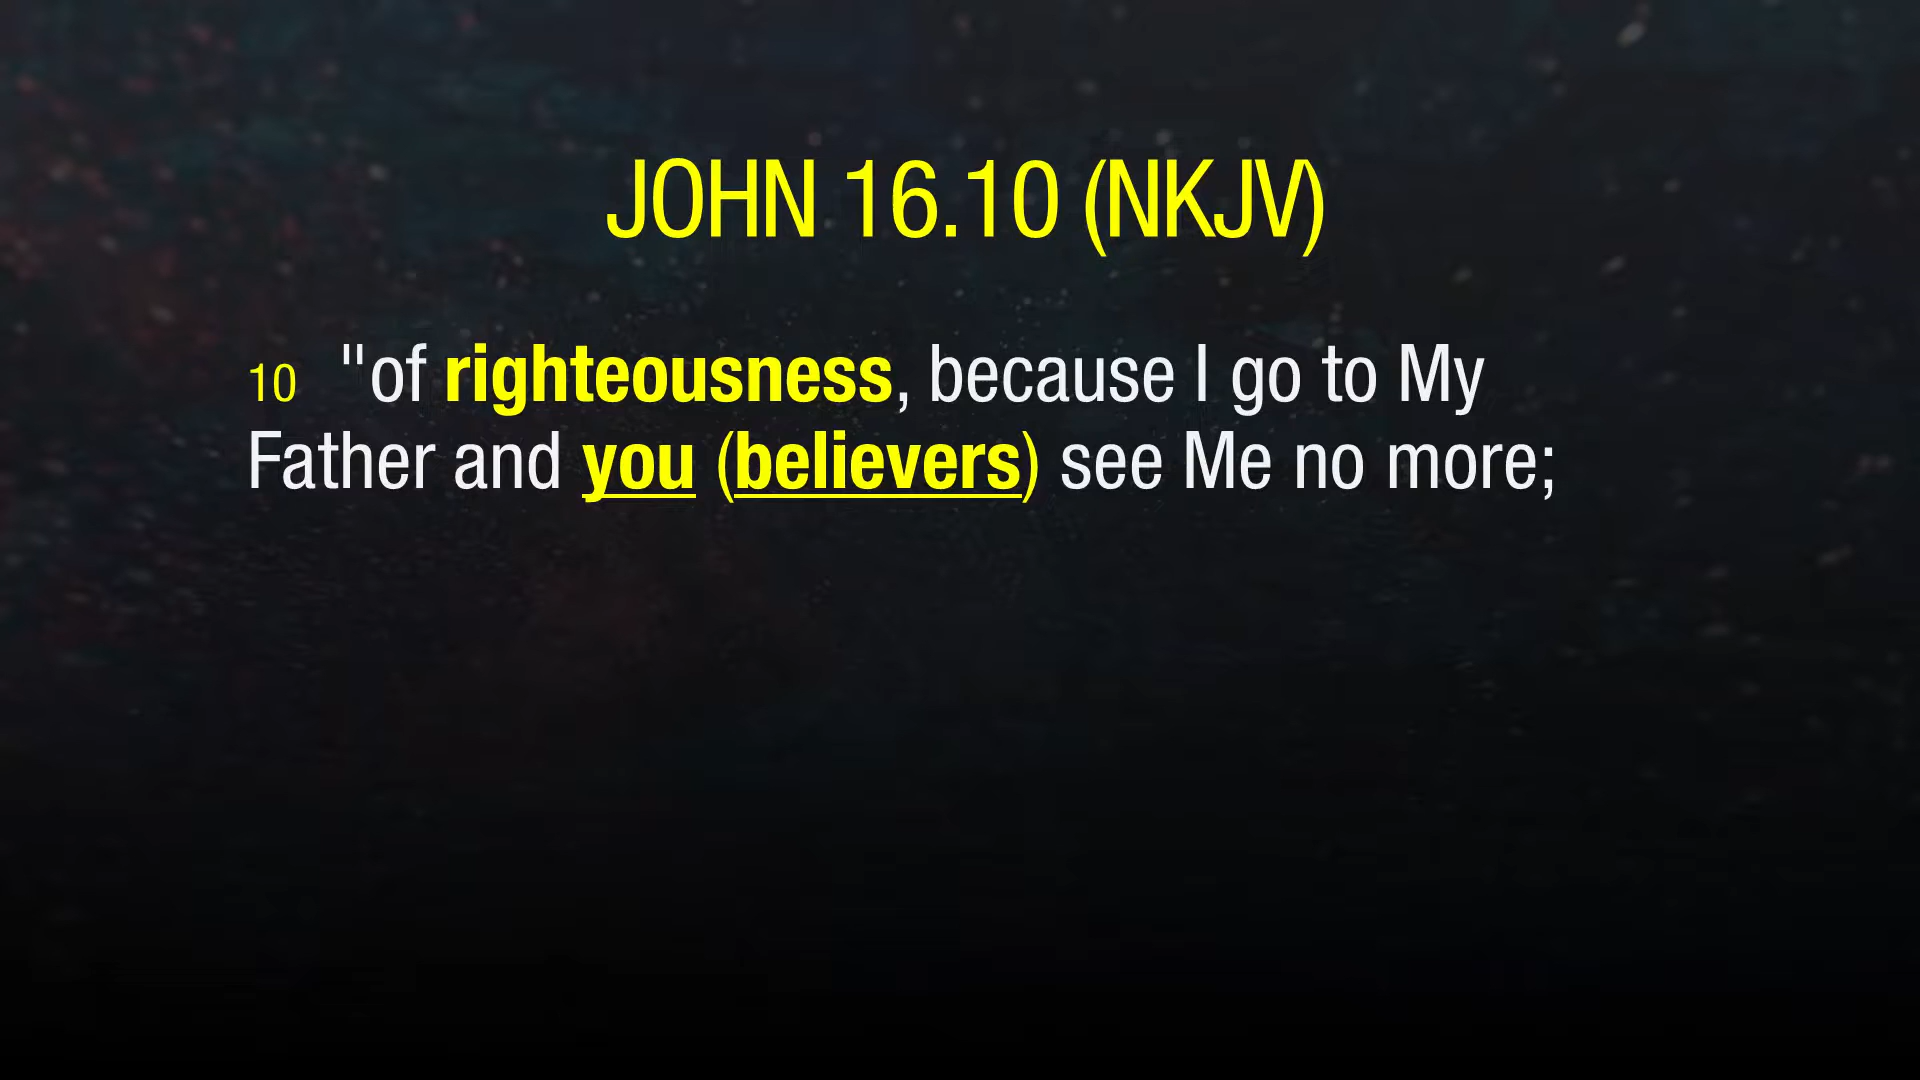 JOHN 16.10 (NKJV)
10 "of righteousness, because I go to My
Father and you (believers) see Me no more;